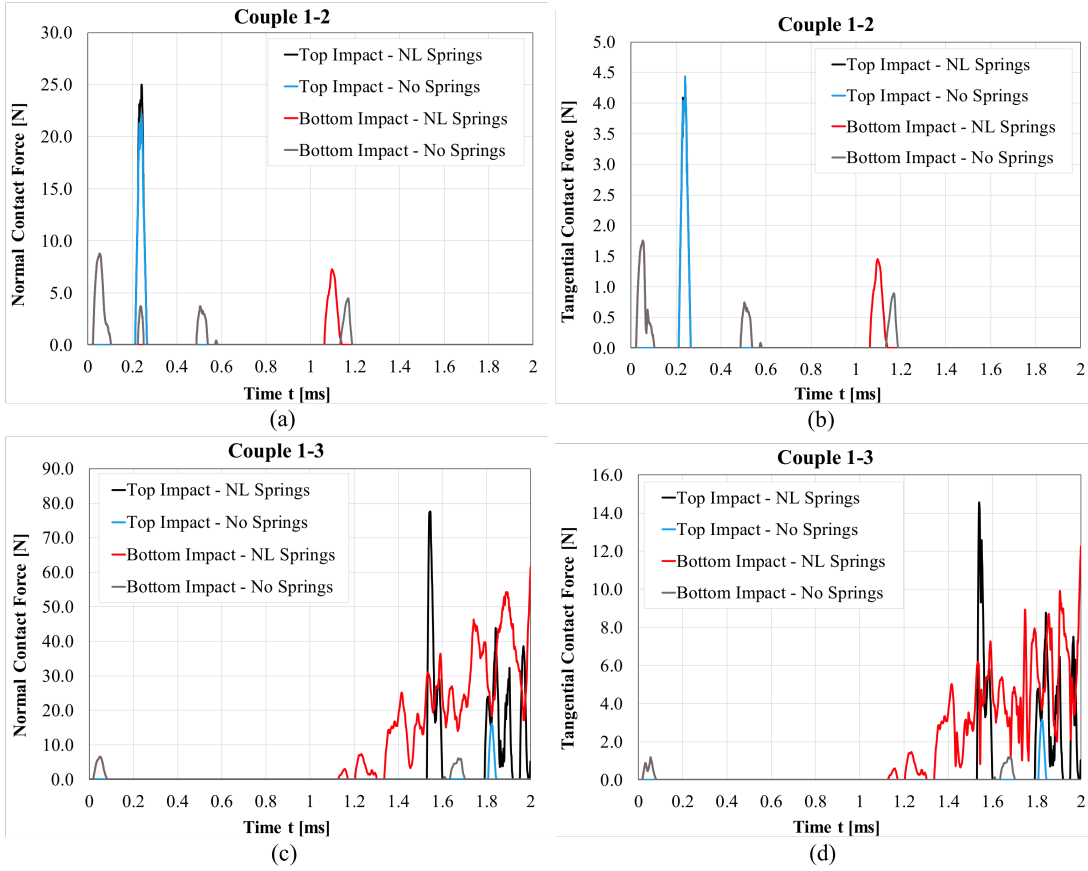 Couple 1-2
Normal Contact Force [N]
30.0
25.0
20.0
15.0
10.0
5.0
0.0
Top Impact - NL Springs
Top Impact - No Springs
Bottom Impact - NL Springs
Bottom Impact - No Springs
0 0.2 0.4 0.6 0.8 1 1.2 1.4 1.6 1.8 2
Time t [ms]
(a)
Couple 1-2
Tangential Contact Force [N]
5.0
4.5
4.0
3.5
3.0
2.5
2.0
1.5
1.0
0.5
0.0
Top Impact - NL Springs
Top Impact - No Springs
Bottom Impact - NL Springs
Bottom Impact - No Springs
0 0.2 0.4 0.6 0.8 1 1.2 1.4 1.6 1.8 2
Time t [ms]
(b)
Couple 1-3
Normal Contact Force [N]
90.0
80.0
70.0
60.0
50.0
40.0
30.0
20.0
10.0
0.0
Top Impact - NL Springs
Top Impact - No Springs
Bottom Impact - NL Springs
Bottom Impact - No Springs
0 0.2 0.4 0.6 0.8 1 1.2 1.4 1.6 1.8 2
Time t [ms]
(c)
Couple 1-3
Tangential Contact Force [N]
16.0
14.0
12.0
10.0
8.0
6.0
4.0
2.0
0.0
Top Impact - NL Springs
Top Impact - No Springs
Bottom Impact - NL Springs
Bottom Impact - No Springs
0 0.2 0.4 0.6 0.8 1 1.2 1.4 1.6 1.8 2
Time t [ms]
(d)